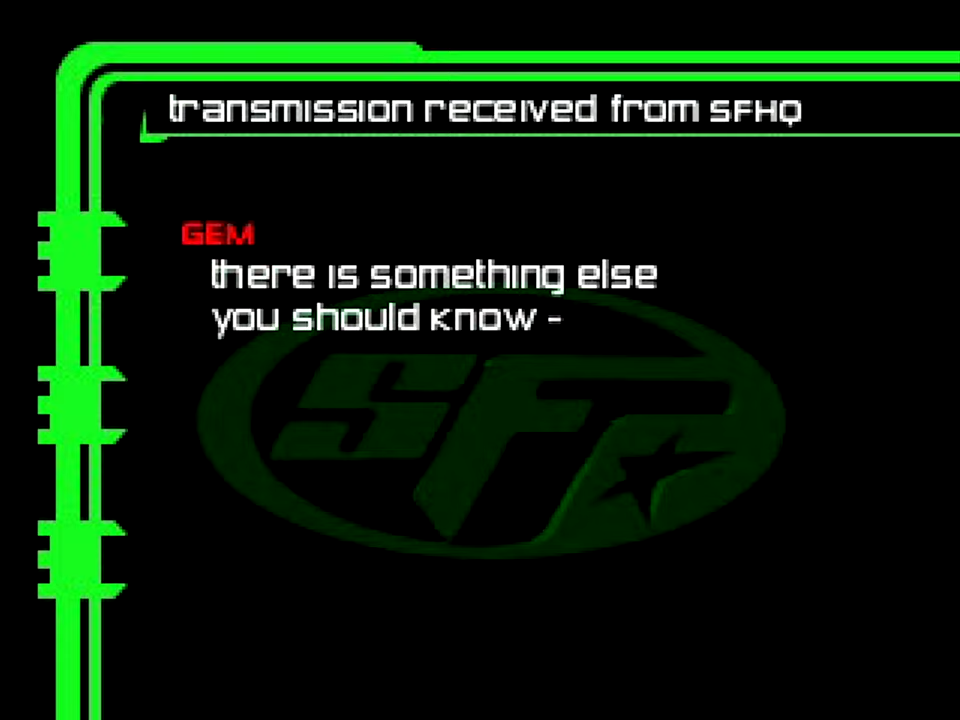 transmission received from SFHQ
GEM
there is something else
you should know -
SF